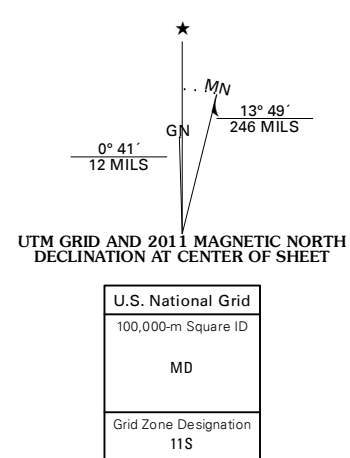 ★
MN
GN
13° 49´
246 MILS
0° 41´
12 MILS
UTM GRID AND 2011 MAGNETIC NORTH
DECLINATION AT CENTER OF SHEET
U.S. National Grid
100,000-m Square ID
MD
Grid Zone Designation
11S